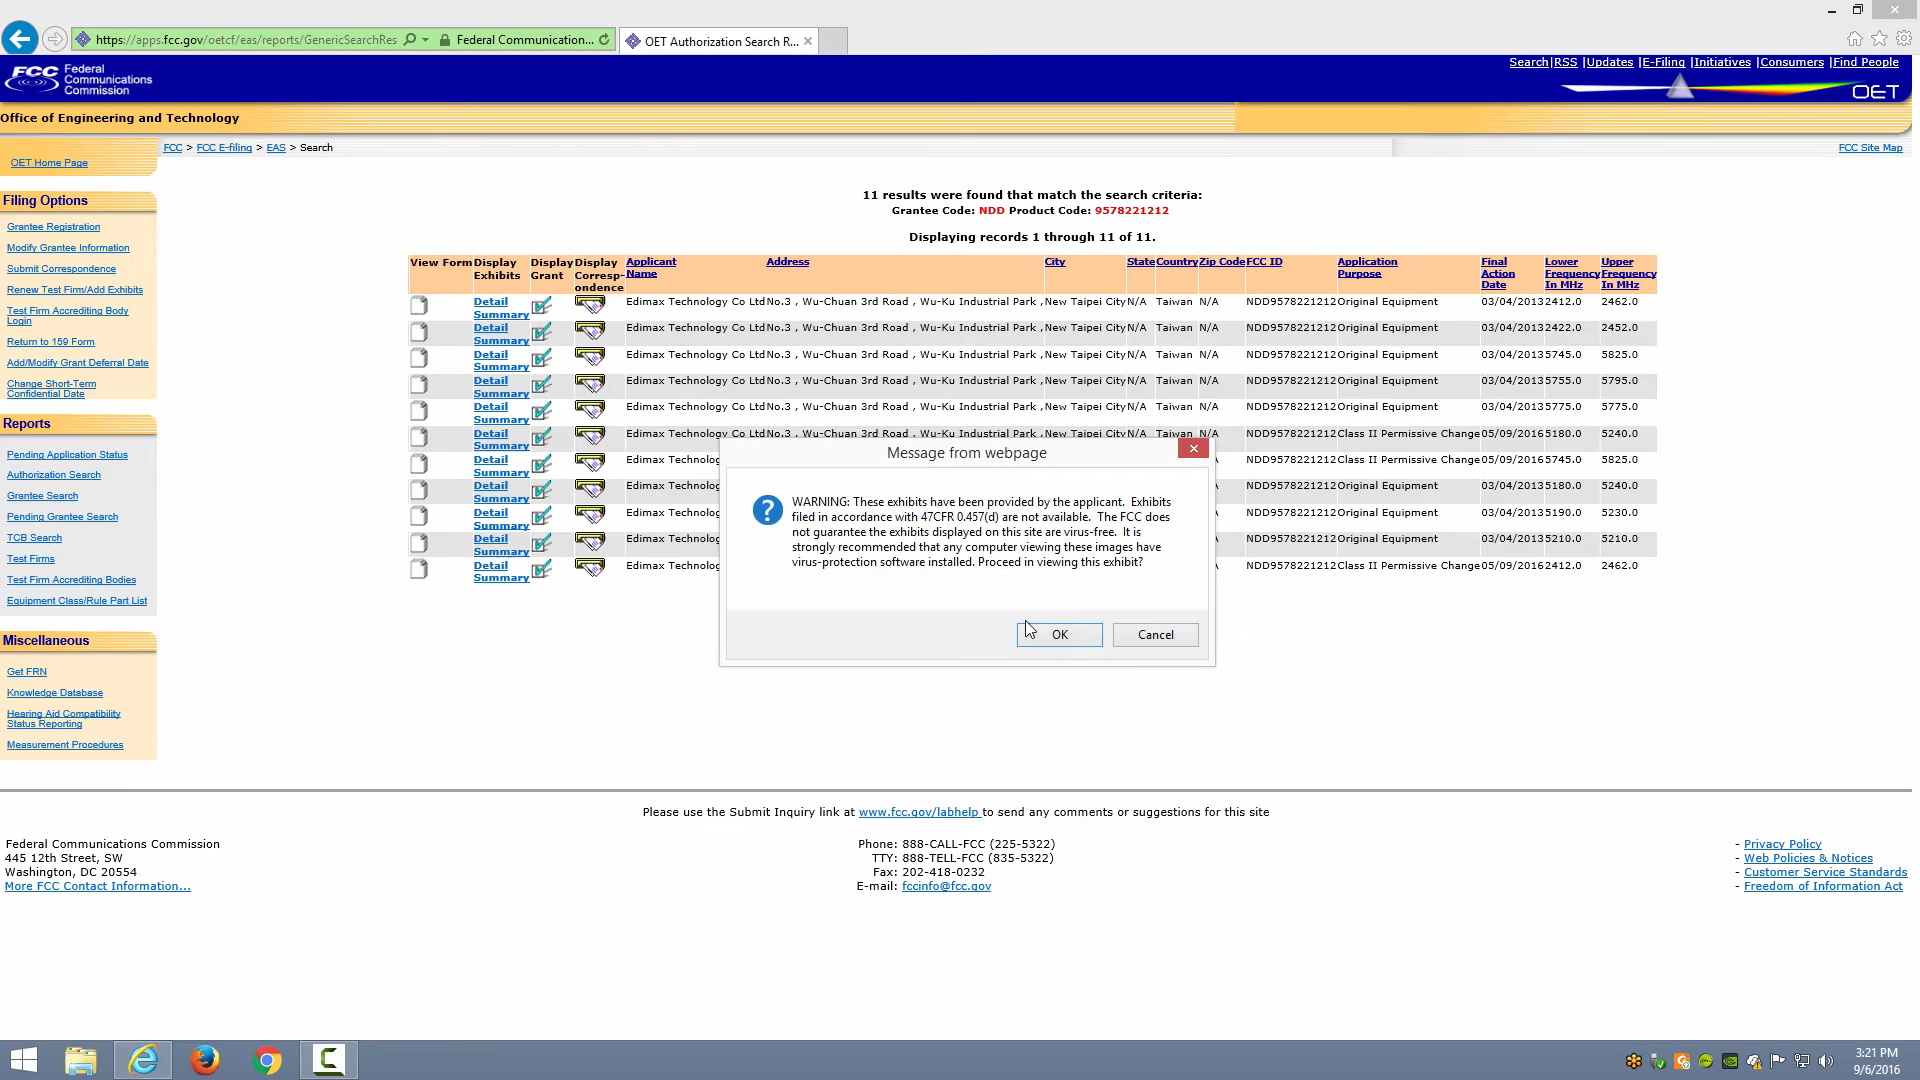 https://apps.fcc.gov/oetcf/eas/reports/GenericSearchRes
Federal Communication...
OET Authorization Search R...
FCC Federal Communications Commission
Search|RSS |Updates |E-Filing |Initiatives |Consumers |Find People
OET
Office of Engineering and Technology
FCC > FCC E-filing > EAS > Search
FCC Site Map
OET Home Page
Filing Options
Grantee Registration
Modify Grantee Information
Submit Correspondence
Renew Test Firm/Add Exhibits
Test Firm Accrediting Body
Login
Return to 159 Form
Add/Modify Grant Deferral Date
Change Short-Term
Confidential Date
Reports
Pending Application Status
Authorization Search
Grantee Search
Pending Grantee Search
TCB Search
Test Firms
Test Firm Accrediting Bodies
Equipment Class/Rule Part List
Miscellaneous
Get FRN
Knowledge Database
Hearing Aid Compatibility
Status Reporting
Measurement Procedures
11 results were found that match the search criteria:
Grantee Code: NDD Product Code: 9578221212
Displaying records 1 through 11 of 11.
View Form Display Exhibits Display Grant Display Corresp-ondence Applicant Name Address City State Country Zip Code FCC ID Application Purpose Final Action Date Lower Frequency In MHz Upper Frequency In MHz
Detail Summary Edimax Technology Co Ltd No.3 , Wu-Chuan 3rd Road , Wu-Ku Industrial Park , New Taipei City N/A Taiwan N/A NDD9578221212 Original Equipment 03/04/2013 2412.0 2462.0
Detail Summary Edimax Technology Co Ltd No.3 , Wu-Chuan 3rd Road , Wu-Ku Industrial Park , New Taipei City N/A Taiwan N/A NDD9578221212 Original Equipment 03/04/2013 2422.0 2452.0
Detail Summary Edimax Technology Co Ltd No.3 , Wu-Chuan 3rd Road , Wu-Ku Industrial Park , New Taipei City N/A Taiwan N/A NDD9578221212 Original Equipment 03/04/2013 5745.0 5825.0
Detail Summary Edimax Technology Co Ltd No.3 , Wu-Chuan 3rd Road , Wu-Ku Industrial Park , New Taipei City N/A Taiwan N/A NDD9578221212 Original Equipment 03/04/2013 5755.0 5795.0
Detail Summary Edimax Technology Co Ltd No.3 , Wu-Chuan 3rd Road , Wu-Ku Industrial Park , New Taipei City N/A Taiwan N/A NDD9578221212 Original Equipment 03/04/2013 5775.0 5775.0
Detail Summary Edimax Technology Co Ltd No.3 , Wu-Chuan 3rd Road , Wu-Ku Industrial Park , New Taipei City N/A Taiwan N/A NDD9578221212 Class II Permissive Change 05/09/2016 5180.0 5240.0
Detail Summary Edimax Technolog /A NDD9578221212 Class II Permissive Change 05/09/2016 5745.0 5825.0
Detail Summary Edimax Technolog /A NDD9578221212 Original Equipment 03/04/2013 5180.0 5240.0
Detail Summary Edimax Technolog /A NDD9578221212 Original Equipment 03/04/2013 5190.0 5230.0
Detail Summary Edimax Technolog /A NDD9578221212 Original Equipment 03/04/2013 5210.0 5210.0
Detail Summary Edimax Technolog /A NDD9578221212 Class II Permissive Change 05/09/2016 2412.0 2462.0
Message from webpage
WARNING: These exhibits have been provided by the applicant. Exhibits
filed in accordance with 47CFR 0.457(d) are not available. The FCC does
not guarantee the exhibits displayed on this site are virus-free. It is
strongly recommended that any computer viewing these images have
virus-protection software installed. Proceed in viewing this exhibit?
OK
Cancel
Please use the Submit Inquiry link at www.fcc.gov/labhelp to send any comments or suggestions for this site
Federal Communications Commission
445 12th Street, SW
Washington, DC 20554
More FCC Contact Information...
Phone: 888-CALL-FCC (225-5322)
TTY: 888-TELL-FCC (835-5322)
Fax: 202-418-0232
E-mail: fccinfo@fcc.gov
- Privacy Policy
- Web Policies & Notices
- Customer Service Standards
- Freedom of Information Act
3:21 PM
9/6/2016